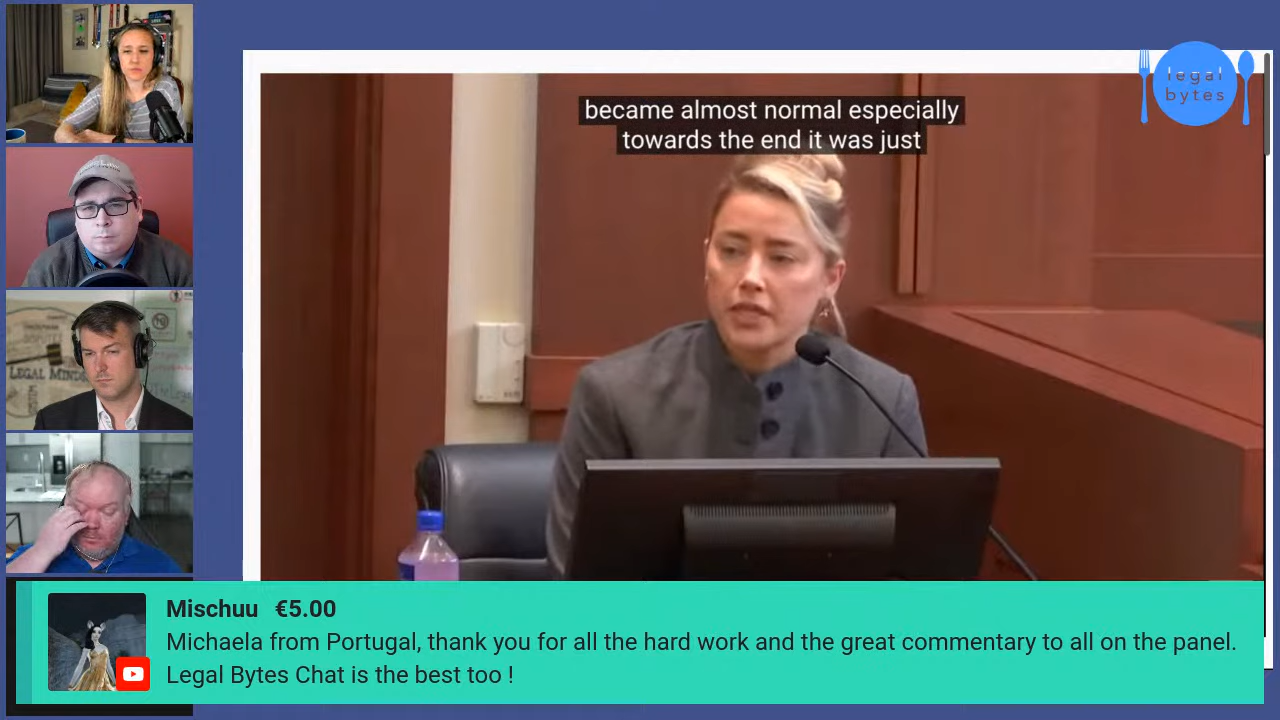 legal
bytes
became almost normal especially
towards the end it was just
LEGAL MINDS
Mischuu €5.00
Michaela from Portugal, thank you for all the hard work and the great commentary to all on the panel.
Legal Bytes Chat is the best too !